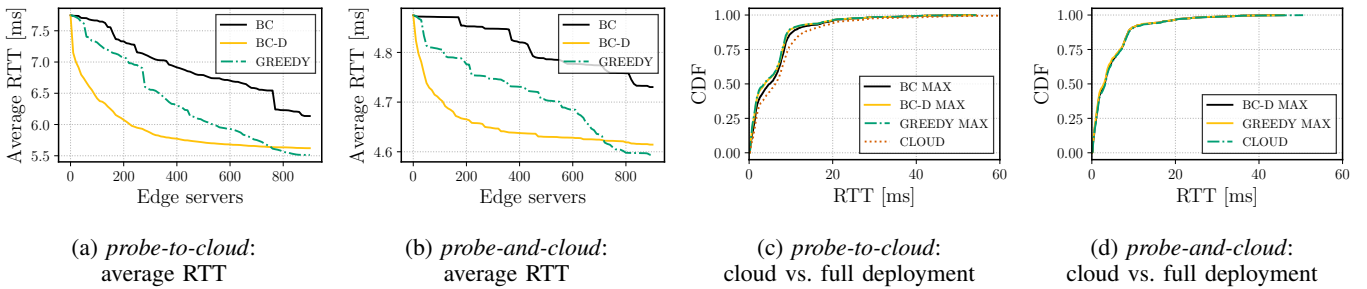 7.5
7.0
6.5
6.0
5.5
Average RTT [ms]
BC
BC-D
GREEDY
0 200 400 600 800
Edge servers
4.8
4.7
4.6
Average RTT [ms]
BC
BC-D
GREEDY
0 200 400 600 800
Edge servers
1.00
0.75
0.50
0.25
0.00
CDF
BC MAX
BC-D MAX
GREEDY MAX
CLOUD
0 20 40 60
RTT [ms]
1.00
0.75
0.50
0.25
0.00
CDF
BC-D MAX
GREEDY MAX
CLOUD
0 20 40 60
RTT [ms]
(a) probe-to-cloud:
average RTT
(b) probe-and-cloud:
average RTT
(c) probe-to-cloud:
cloud vs. full deployment
(d) probe-and-cloud:
cloud vs. full deployment